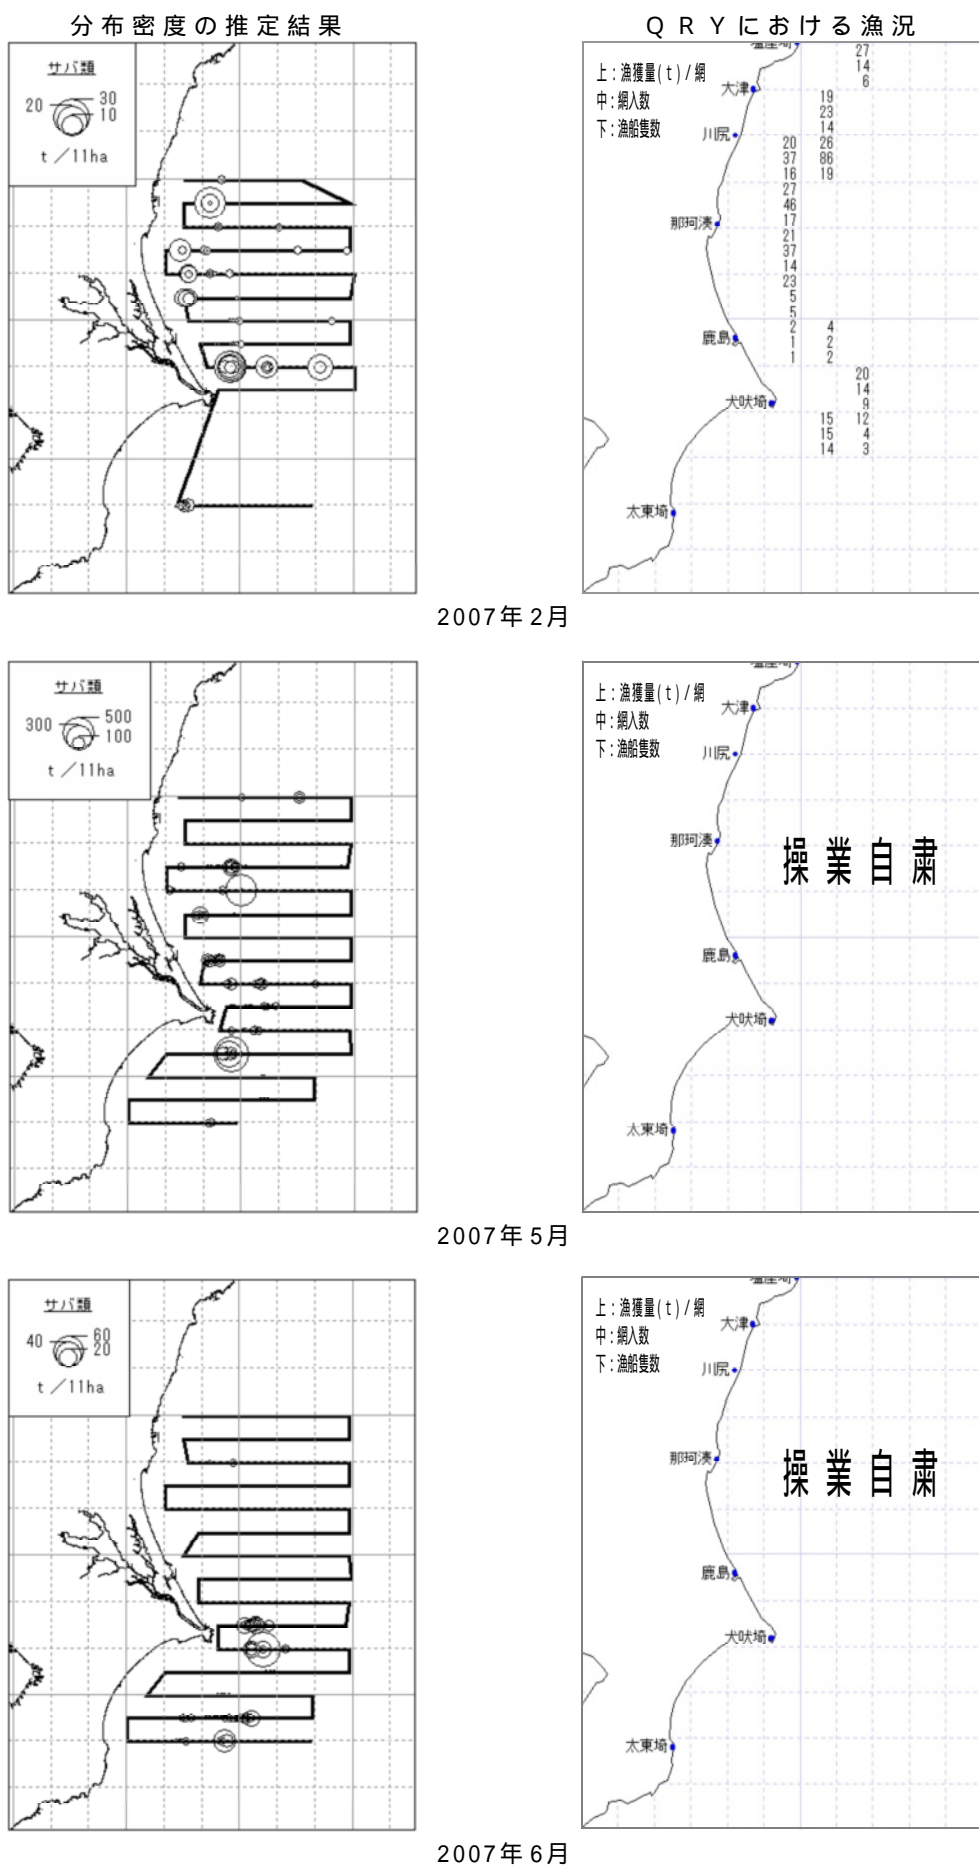 分布密度の推定結果
QRYにおける漁況
サバ類
20
30
10
t／11ha
上：漁獲量(t)/網
中：網入数
下：漁船隻数
大津
川尻
那珂湊
鹿島
犬吠埼
太東埼
27
14
6
19
23
14
20 26
37 86
16 19
27
46
17
21
37
14
23
5
5
2 4
1 2
1 2
20
14
9
15 12
15 4
14 3
2007年2月
サバ類
300
500
100
t／11ha
上：漁獲量(t)/網
中：網入数
下：漁船隻数
大津
川尻
那珂湊
操業自粛
鹿島
犬吠埼
太東埼
2007年5月
サバ類
40
60
20
t／11ha
上：漁獲量(t)/網
中：網入数
下：漁船隻数
大津
川尻
那珂湊
操業自粛
鹿島
犬吠埼
太東埼
2007年6月